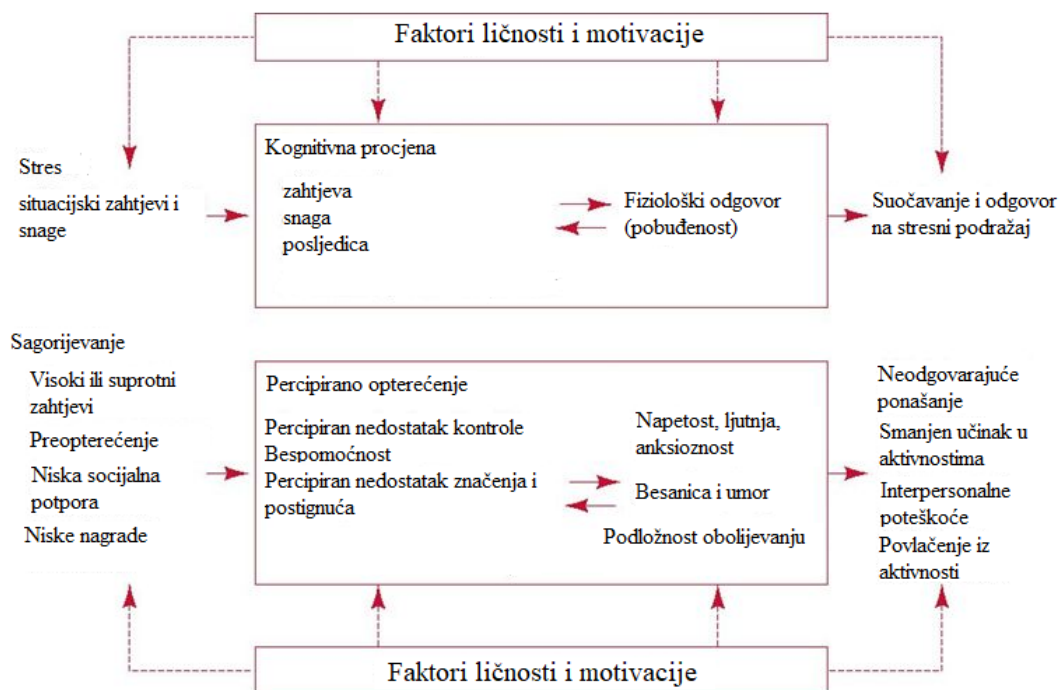 Faktori ličnosti i motivacije
Stres
situacijski zahtjevi i
snage
Kognitivna procjena
zahtjeva
snaga
posljedica
Fiziološki odgovor
(pobuđenost)
Suočavanje i odgovor
na stresni podražaj
Sagorijevanje
Visoki ili suprotni
zahtjevi
Preopterećenje
Niska socijalna
potpora
Niske nagrade
Percipirano opterećenje
Percipiran nedostatak kontrole
Bespomoćnost
Percipiran nedostatak značenja i
postignuća
Napetost, ljutnja,
anksioznost
Besanica i umor
Podložnost obolijevanju
Neodgovarajuće
ponašanje
Smanjen učinak u
aktivnostima
Interpersonalne
poteškoće
Povlačenje iz
aktivnosti
Faktori ličnosti i motivacije